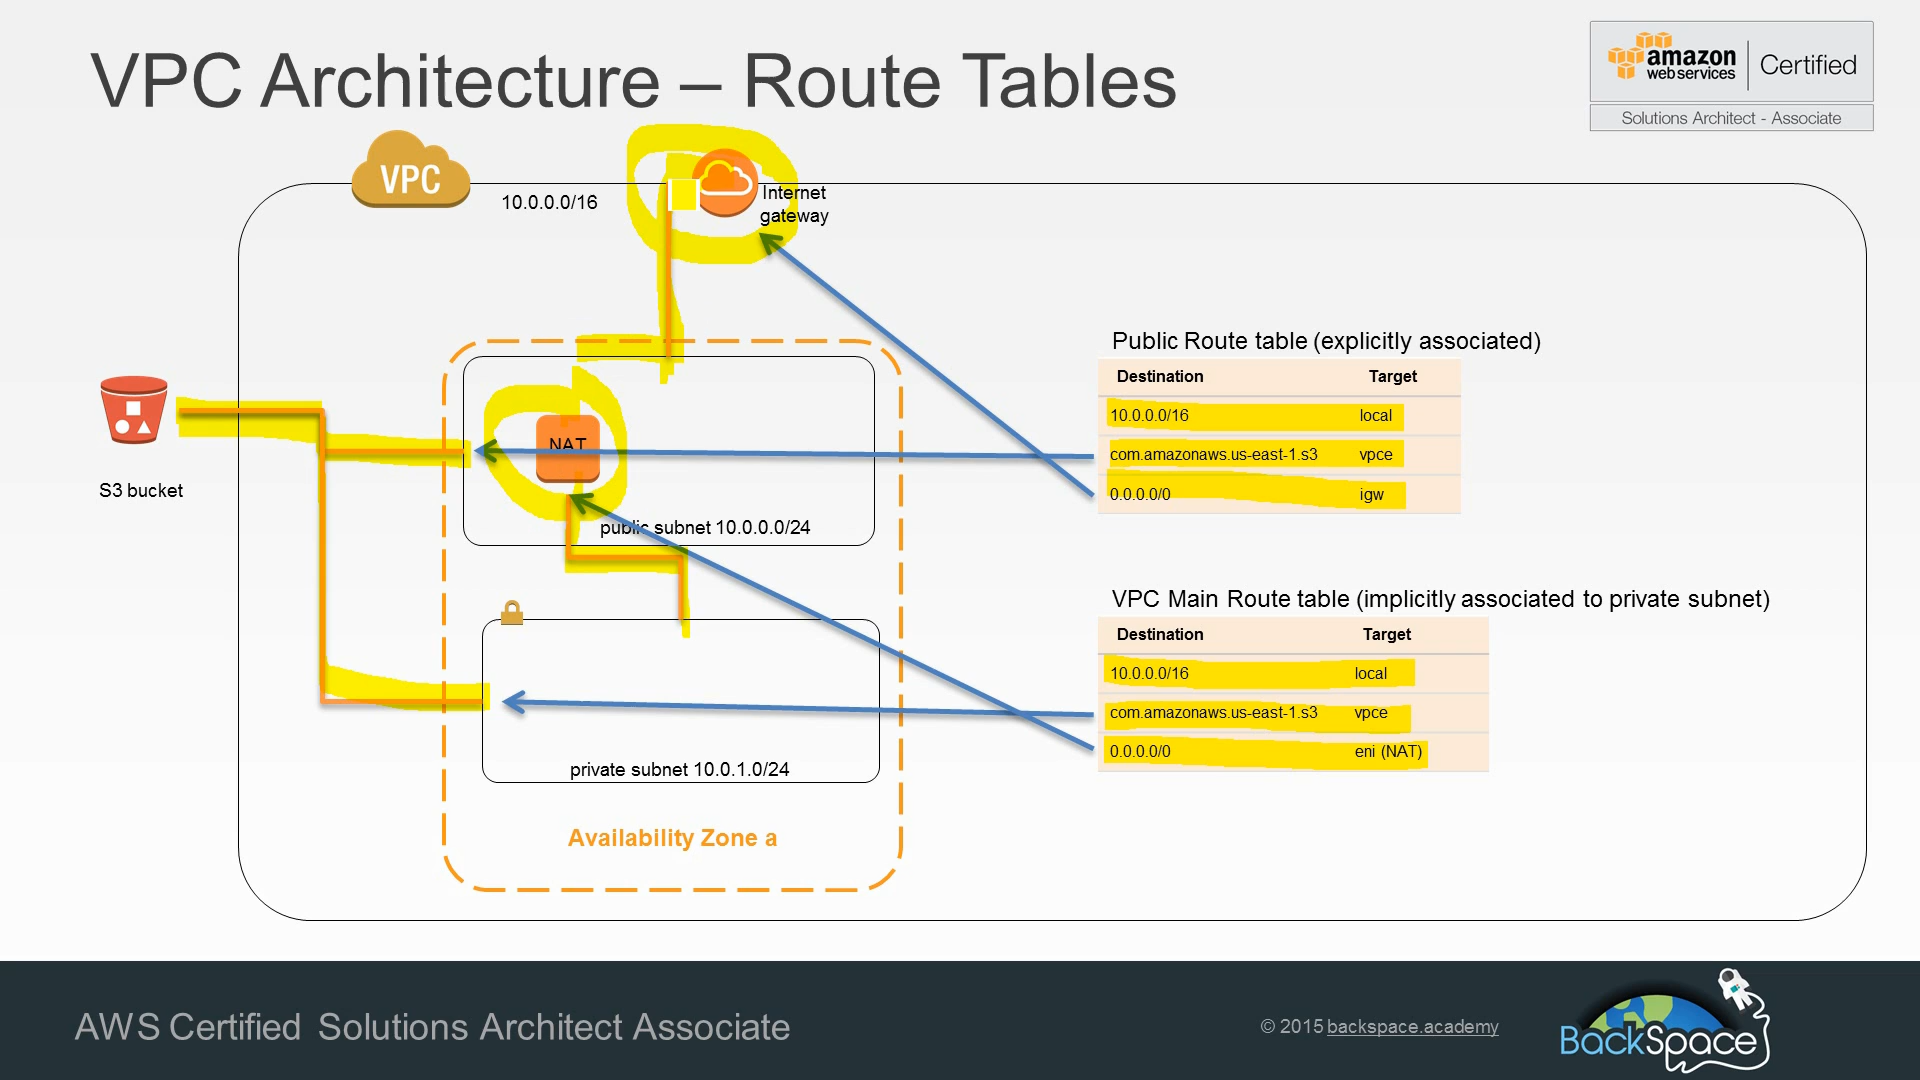 VPC Architecture – Route Tables
amazon
web services
Certified
Solutions Architect - Associate
VPC
10.0.0.0/16
Internet
gateway
S3 bucket
NAT
public subnet 10.0.0.0/24
private subnet 10.0.1.0/24
Availability Zone a
Public Route table (explicitly associated)
Destination Target
10.0.0.0/16 local
com.amazonaws.us-east-1.s3 vpce
0.0.0.0/0 igw
VPC Main Route table (implicitly associated to private subnet)
Destination Target
10.0.0.0/16 local
com.amazonaws.us-east-1.s3 vpce
0.0.0.0/0 eni (NAT)
AWS Certified Solutions Architect Associate
© 2015 backspace.academy
BackSpace